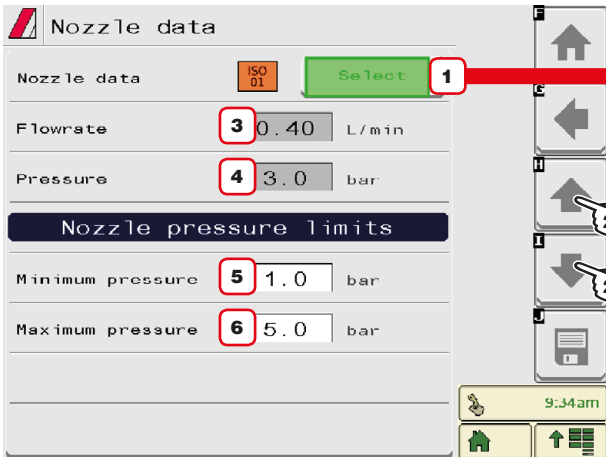 Nozzle data
Nozzle data ISO 01 Select 1
Flowrate 3 0.40 L/min
Pressure 4 3.0 bar
Nozzle pressure limits
Minimum pressure 5 1.0 bar
Maximum pressure 6 5.0 bar
F
G
H
I
J
9:34am